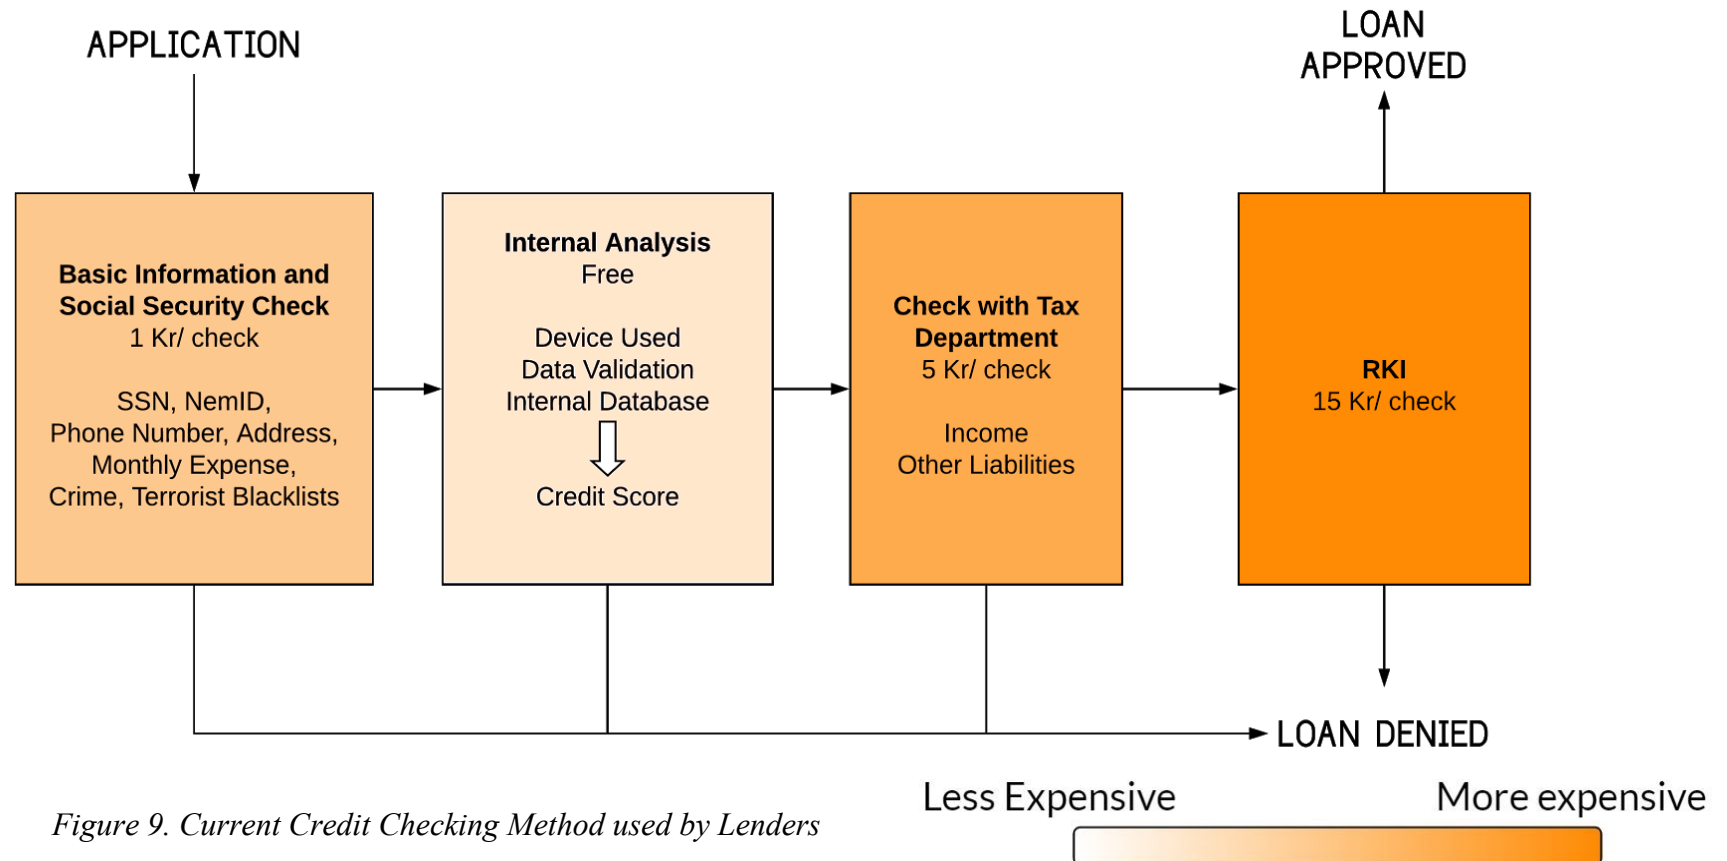 APPLICATION
LOAN
APPROVED
Basic Information and
Social Security Check
1 Kr/ check
SSN, NemID,
Phone Number, Address,
Monthly Expense,
Crime, Terrorist Blacklists
Internal Analysis
Free
Device Used
Data Validation
Internal Database
Credit Score
Check with Tax
Department
5 Kr/ check
Income
Other Liabilities
RKI
15 Kr/ check
LOAN DENIED
Less Expensive
More expensive
Figure 9. Current Credit Checking Method used by Lenders